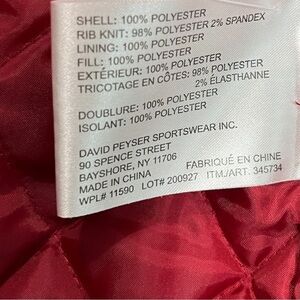 SHELL: 100% POLYESTER
RIB KNIT: 98% POLYESTER 2% SPANDEX
LINING: 100% POLYESTER
FILL: 100% POLYESTER
EXTÉRIEUR: 100% POLYESTER
TRICOTAGE EN CÔTES: 98% POLYESTER
2% ÉLASTHANNE
DOUBLURE: 100% POLYESTER
ISOLANT: 100% POLYESTER
DAVID PEYSER SPORTSWEAR INC.
90 SPENCE STREET
BAYSHORE, NY 11706
MADE IN CHINA FABRIQUÉ EN CHINE
WPL# 11590 LOT# 200927 ITM./ART. 345734